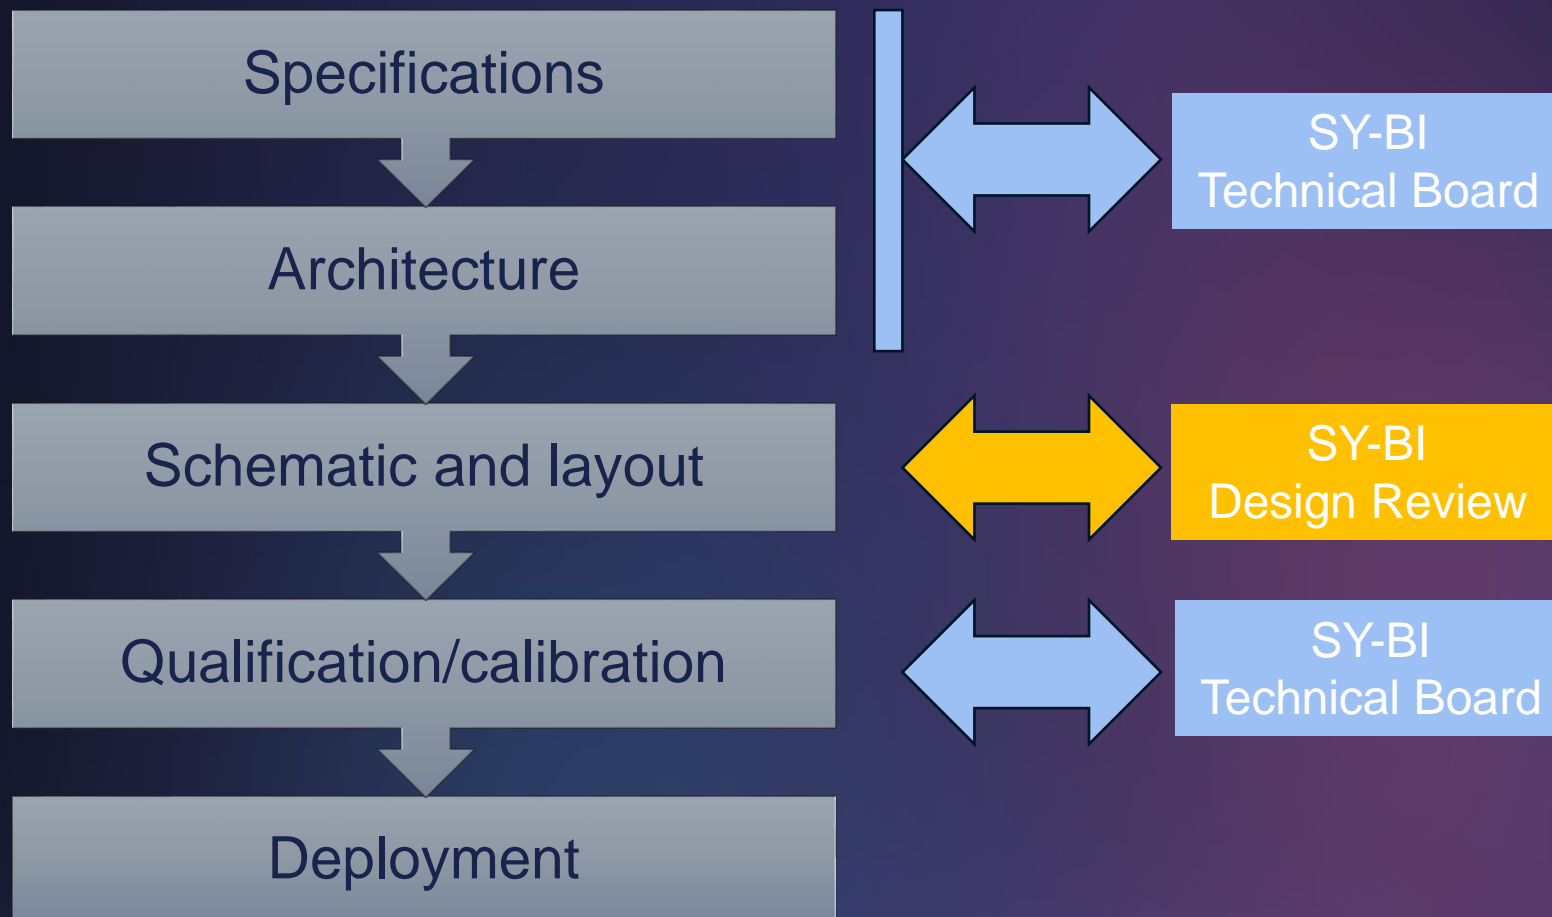 Specifications
SY-BI
Technical Board
Architecture
Schematic and layout
SY-BI
Design Review
Qualification/calibration
SY-BI
Technical Board
Deployment